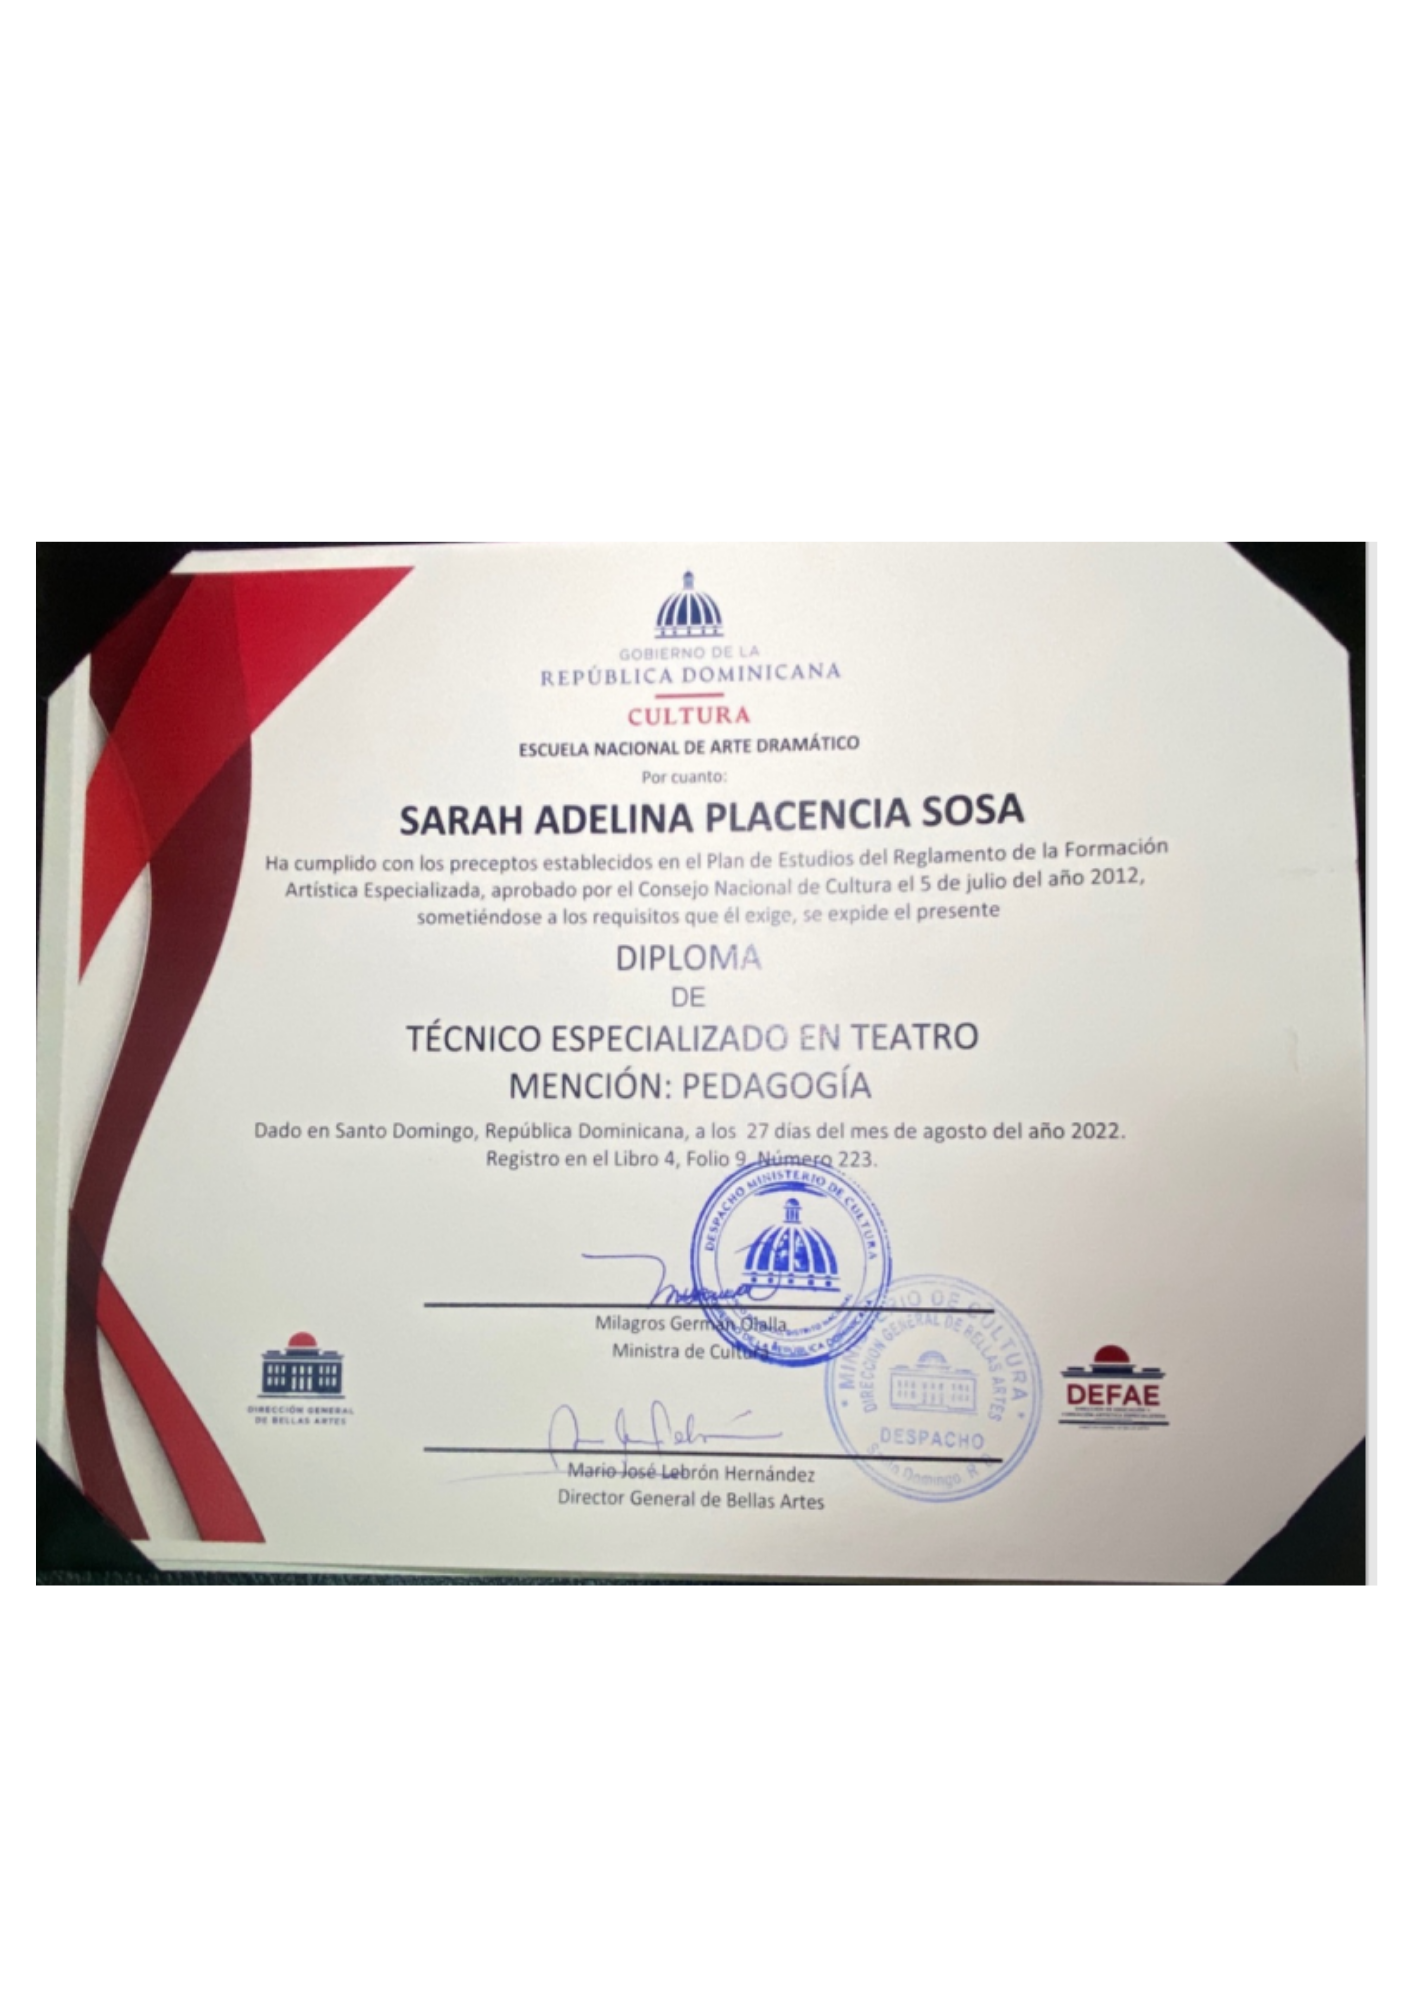 GOBIERNO DE LA
REPÚBLICA DOMINICANA
CULTURA
ESCUELA NACIONAL DE ARTE DRAMÁTICO
Por cuanto:
SARAH ADELINA PLACENCIA SOSA
Ha cumplido con los preceptos establecidos en el Plan de Estudios del Reglamento de la Formación
Artística Especializada, aprobado por el Consejo Nacional de Cultura el 5 de julio del año 2012,
sometiéndose a los requisitos que él exige, se expide el presente
DIPLOMA
DE
TÉCNICO ESPECIALIZADO EN TEATRO
MENCIÓN: PEDAGOGÍA
Dado en Santo Domingo, República Dominicana, a los 27 días del mes de agosto del año 2022.
Registro en el Libro 4, Folio 9, Número 223.
DESPACHO MINISTERIO DE CULTURA
REPÚBLICA DOMINICANA
Milagros Germán Olalla
Ministra de Cultura
MINISTERIO DE CULTURA
DIRECCIÓN GENERAL DE BELLAS ARTES
DESPACHO
Santo Domingo, R. D.
DIRECCIÓN GENERAL
DE BELLAS ARTES
DEFAE
Mario José Lebrón Hernández
Director General de Bellas Artes